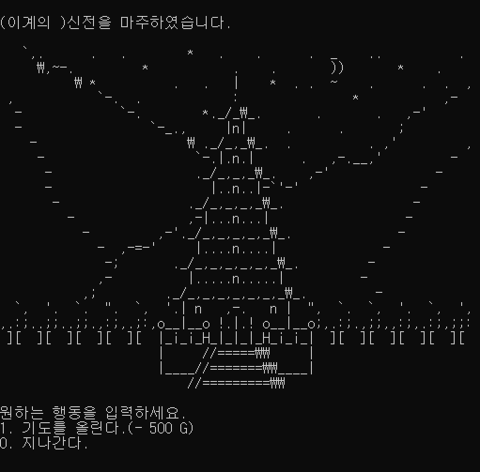 (이계의 )신전을 마주하였습니다.
원하는 행동을 입력하세요.
1. 기도를 올린다.(- 500 G)
0. 지나간다.